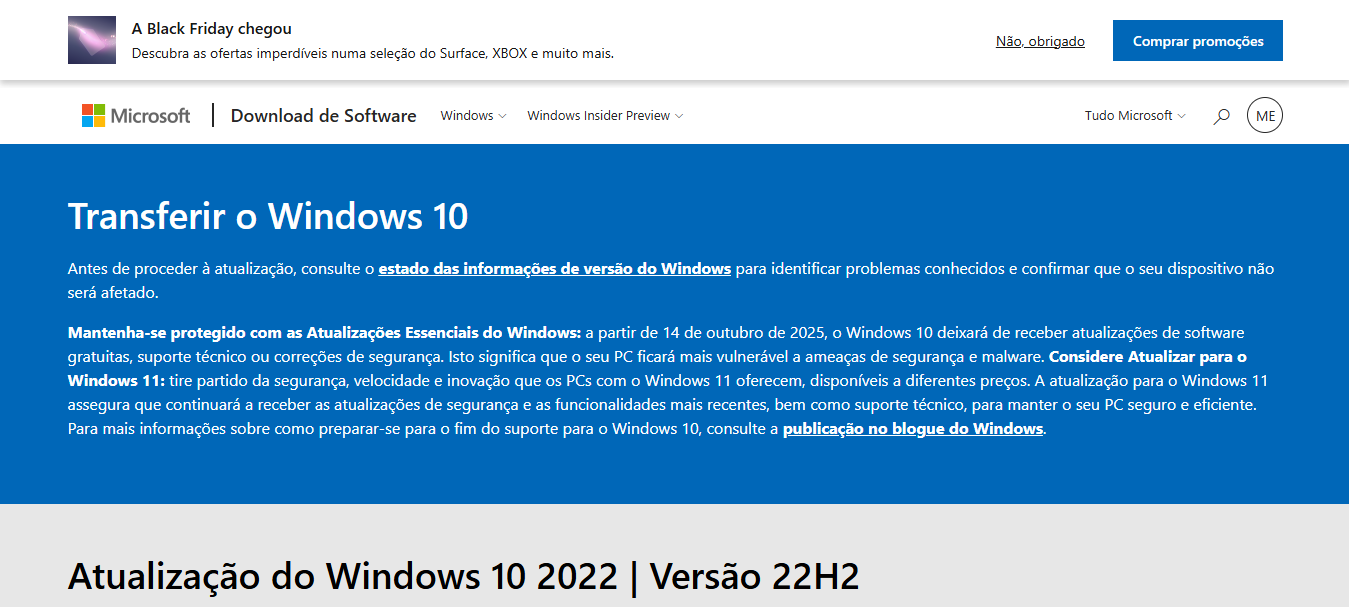 A Black Friday chegou
Descubra as ofertas imperdíveis numa seleção do Surface, XBOX e muito mais.
Não, obrigado
Comprar promoções
Microsoft
Download de Software
Windows
Windows Insider Preview
Tudo Microsoft
ME
Transferir o Windows 10
Antes de proceder à atualização, consulte o estado das informações de versão do Windows para identificar problemas conhecidos e confirmar que o seu dispositivo não
será afetado.
Mantenha-se protegido com as Atualizações Essenciais do Windows: a partir de 14 de outubro de 2025, o Windows 10 deixará de receber atualizações de software
gratuitas, suporte técnico ou correções de segurança. Isto significa que o seu PC ficará mais vulnerável a ameaças de segurança e malware. Considere Atualizar para o
Windows 11: tire partido da segurança, velocidade e inovação que os PCs com o Windows 11 oferecem, disponíveis a diferentes preços. A atualização para o Windows 11
assegura que continuará a receber as atualizações de segurança e as funcionalidades mais recentes, bem como suporte técnico, para manter o seu PC seguro e eficiente.
Para mais informações sobre como preparar-se para o fim do suporte para o Windows 10, consulte a publicação no blogue do Windows.
Atualização do Windows 10 2022 | Versão 22H2